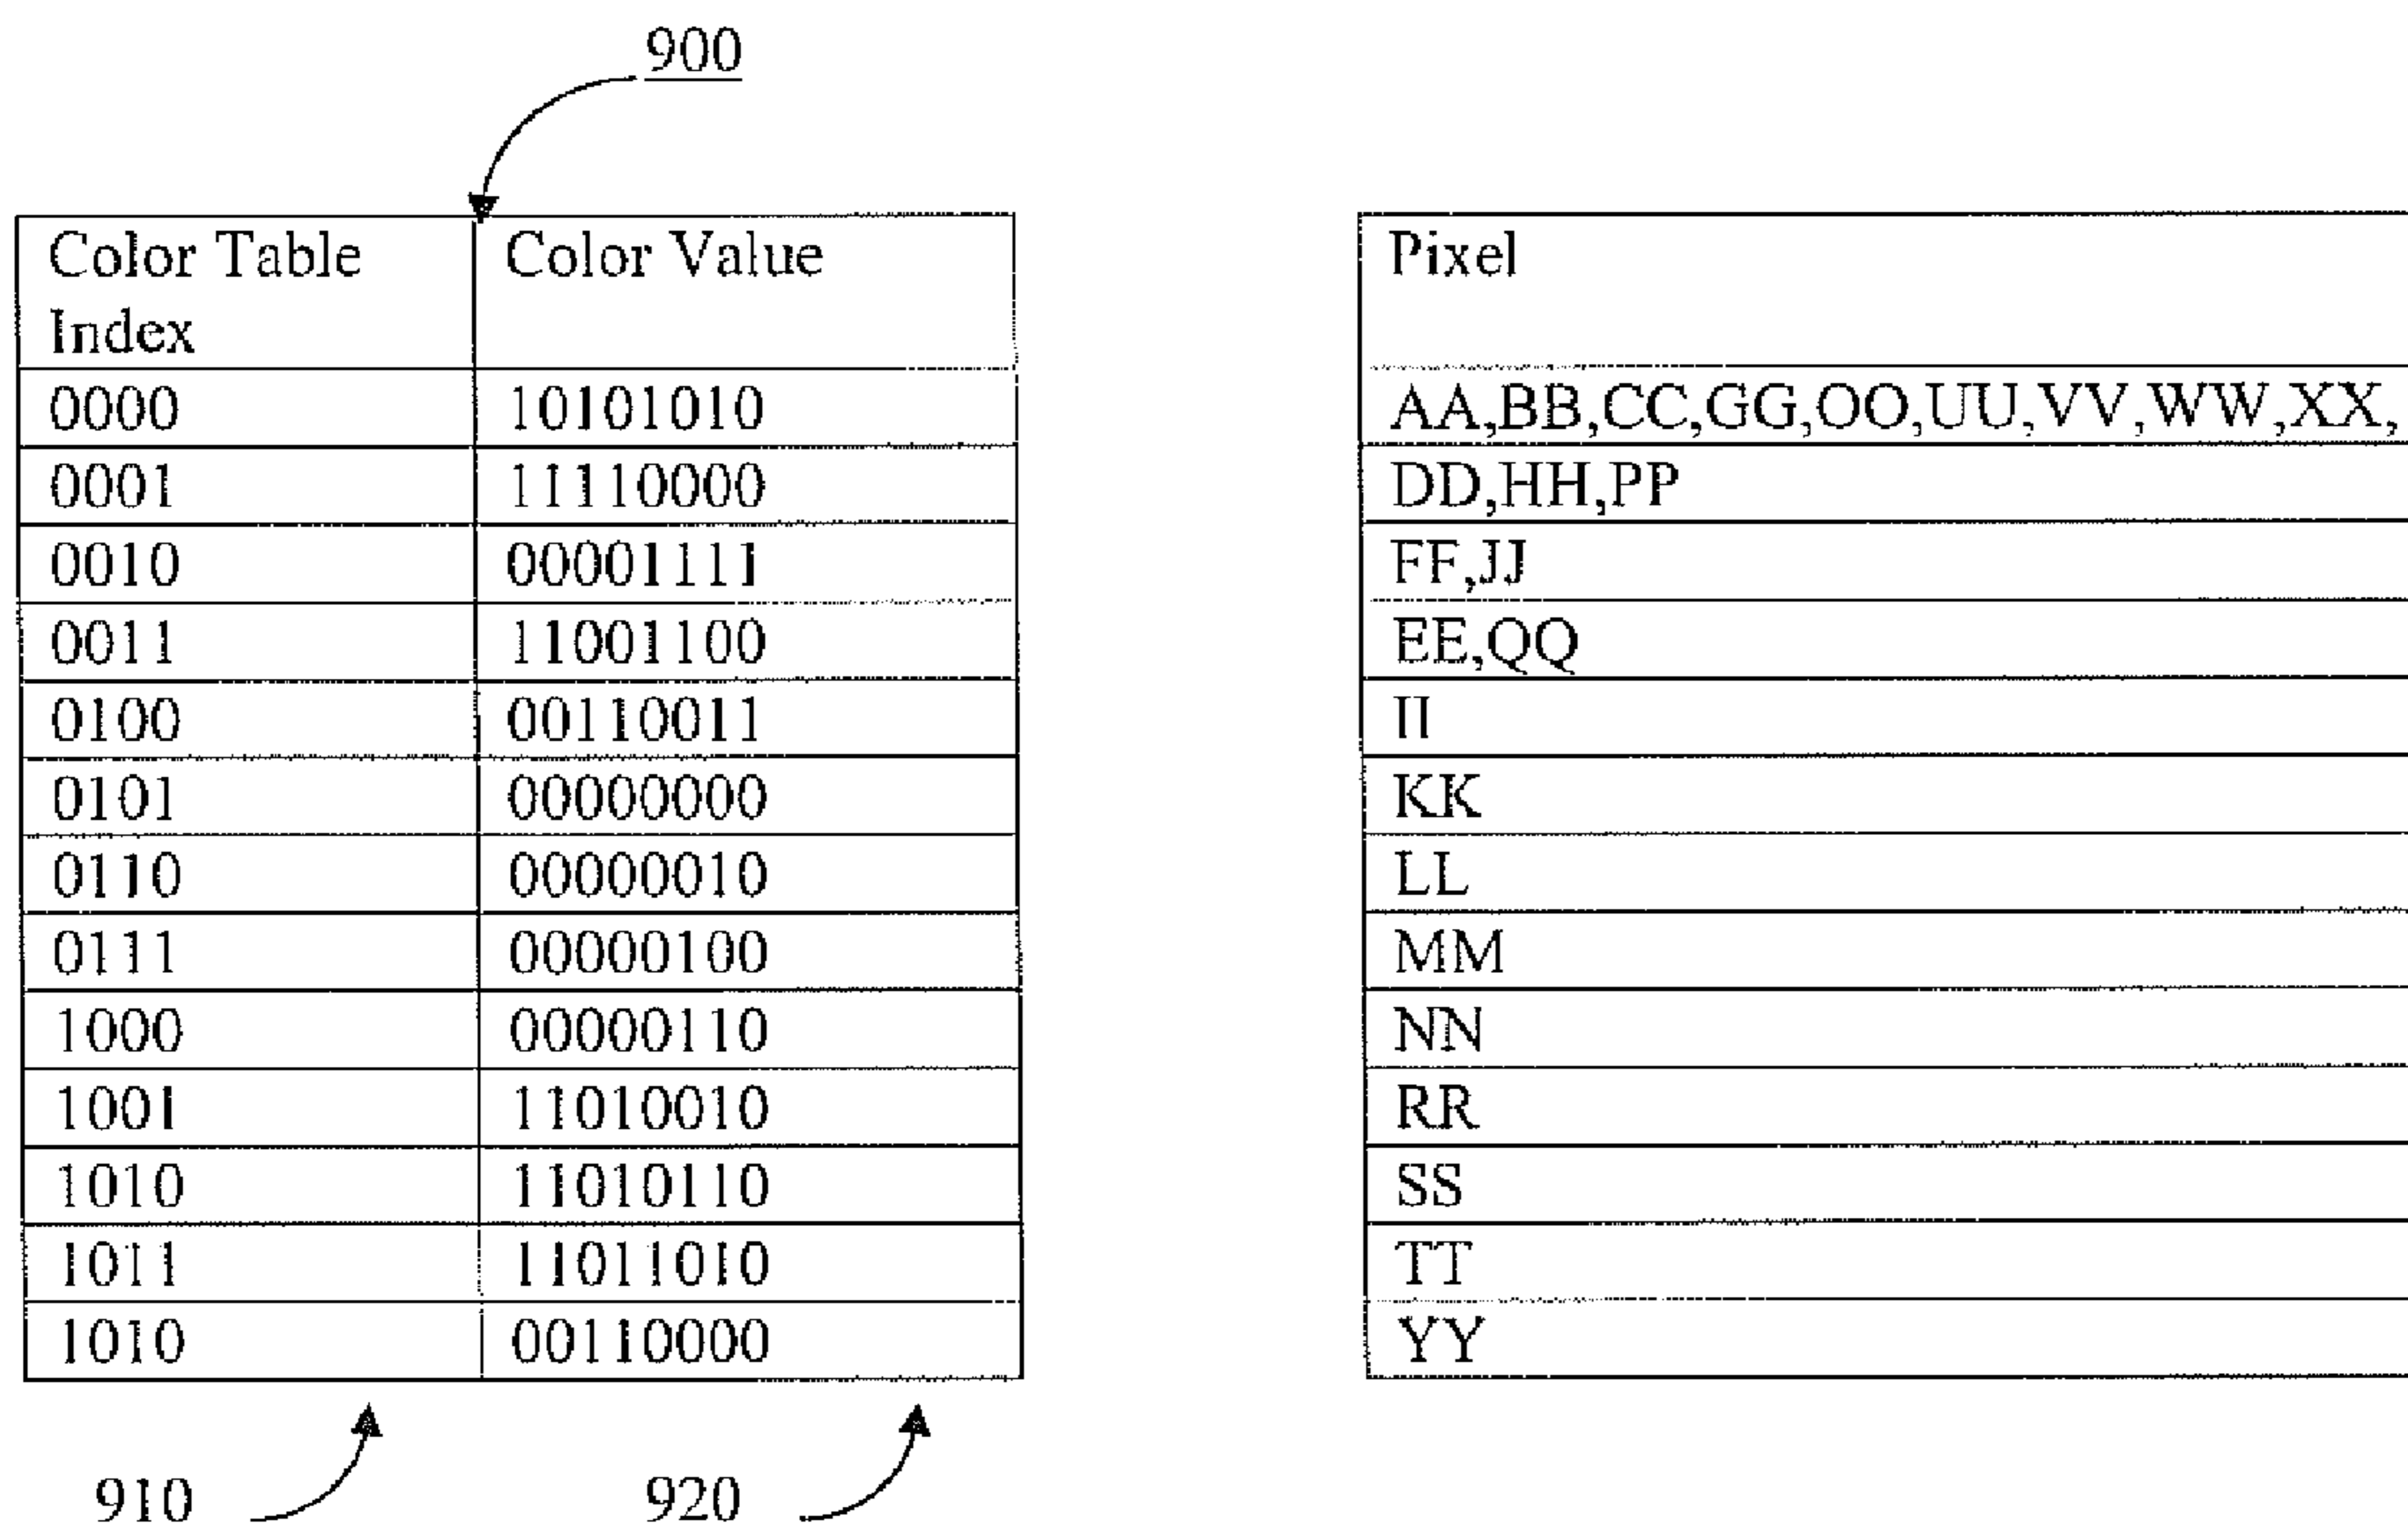 900
Color Table Index | Color Value | Pixel
0000 | 10101010 | AA,BB,CC,GG,OO,UU,VV,WW,XX,
0001 | 11110000 | DD,HH,PP
0010 | 00001111 | FF,JJ
0011 | 11001100 | EE,QQ
0100 | 00110011 | II
0101 | 00000000 | KK
0110 | 00000010 | LL
0111 | 00000100 | MM
1000 | 00000110 | NN
1001 | 11010010 | RR
1010 | 11010110 | SS
1011 | 11011010 | TT
1010 | 00110000 | YY
910 920